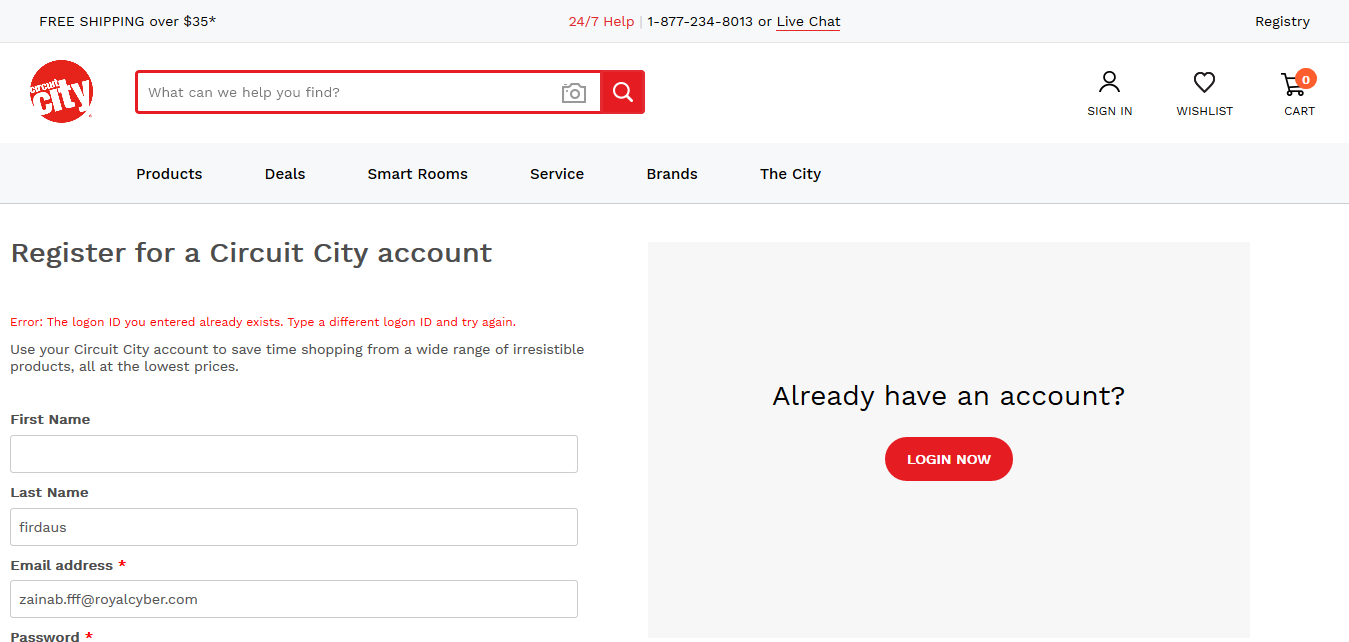 FREE SHIPPING over $35*
24/7 Help | 1-877-234-8013 or Live Chat
Registry
circuit
city
What can we help you find?
SIGN IN
WISHLIST
0
CART
Products
Deals
Smart Rooms
Service
Brands
The City
Register for a Circuit City account
Error: The logon ID you entered already exists. Type a different logon ID and try again.
Use your Circuit City account to save time shopping from a wide range of irresistible
products, all at the lowest prices.
First Name
Last Name
firdaus
Email address *
zainab.fff@royalcyber.com
Password *
Already have an account?
LOGIN NOW